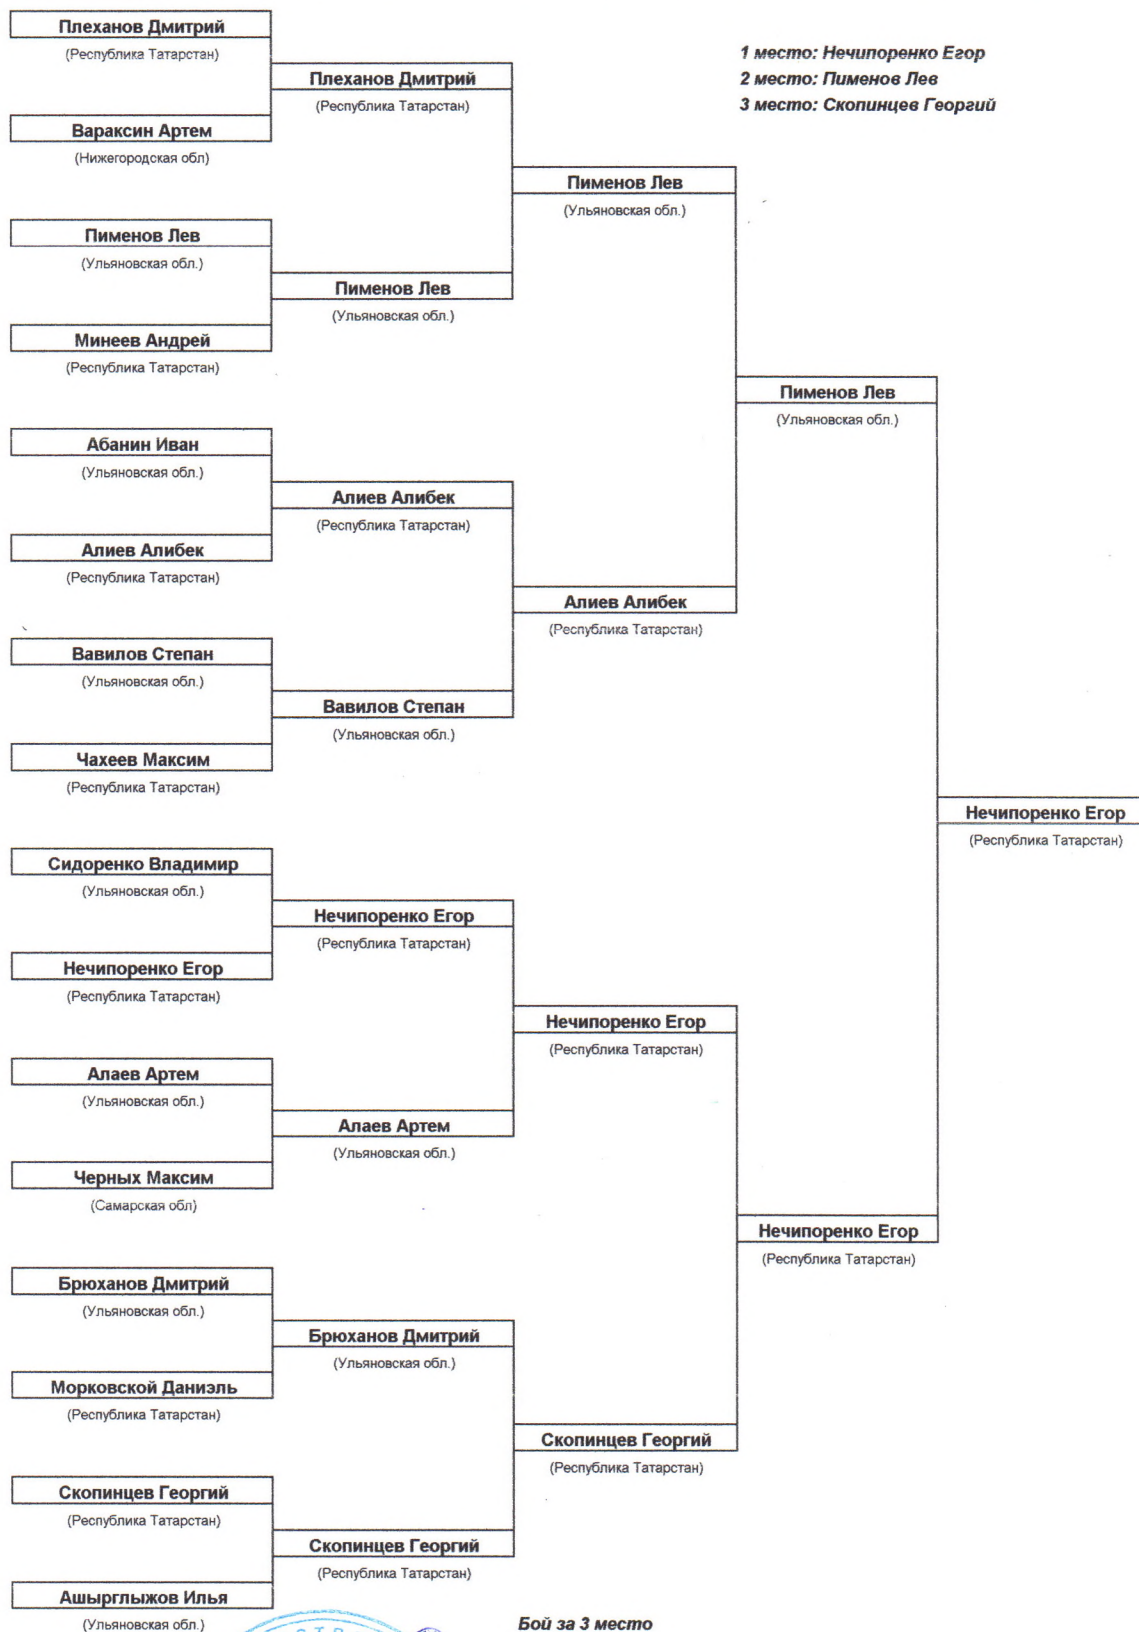 Плеханов Дмитрий
(Республика Татарстан)
1 место: Нечипоренко Егор
Плеханов Дмитрий
2 место: Пименов Лев
(Республика Татарстан)
3 место: Скопинцев Георгий
Вараксин Артем
(Нижегородская обл)
Пименов Лев
(Ульяновская обл.)
Пименов Лев
(Ульяновская обл.)
Пименов Лев
(Ульяновская обл.)
Минеев Андрей
(Республика Татарстан)
Пименов Лев
(Ульяновская обл.)
Абанин Иван
(Ульяновская обл.)
Алиев Алибек
(Республика Татарстан)
Алиев Алибек
(Республика Татарстан)
Алиев Алибек
(Республика Татарстан)
Вавилов Степан
(Ульяновская обл.)
Вавилов Степан
(Ульяновская обл.)
Чахеев Максим
(Республика Татарстан)
Нечипоренко Егор
(Республика Татарстан)
Сидоренко Владимир
(Ульяновская обл.)
Нечипоренко Егор
(Республика Татарстан)
Нечипоренко Егор
(Республика Татарстан)
Нечипоренко Егор
(Республика Татарстан)
Алаев Артем
(Ульяновская обл.)
Алаев Артем
(Ульяновская обл.)
Черных Максим
(Самарская обл)
Нечипоренко Егор
(Республика Татарстан)
Брюханов Дмитрий
(Ульяновская обл.)
Брюханов Дмитрий
(Ульяновская обл.)
Морковской Даниэль
(Республика Татарстан)
Скопинцев Георгий
(Республика Татарстан)
Скопинцев Георгий
(Республика Татарстан)
Скопинцев Георгий
(Республика Татарстан)
Ашырглыжов Илья
(Ульяновская обл.)
Бой за 3 место